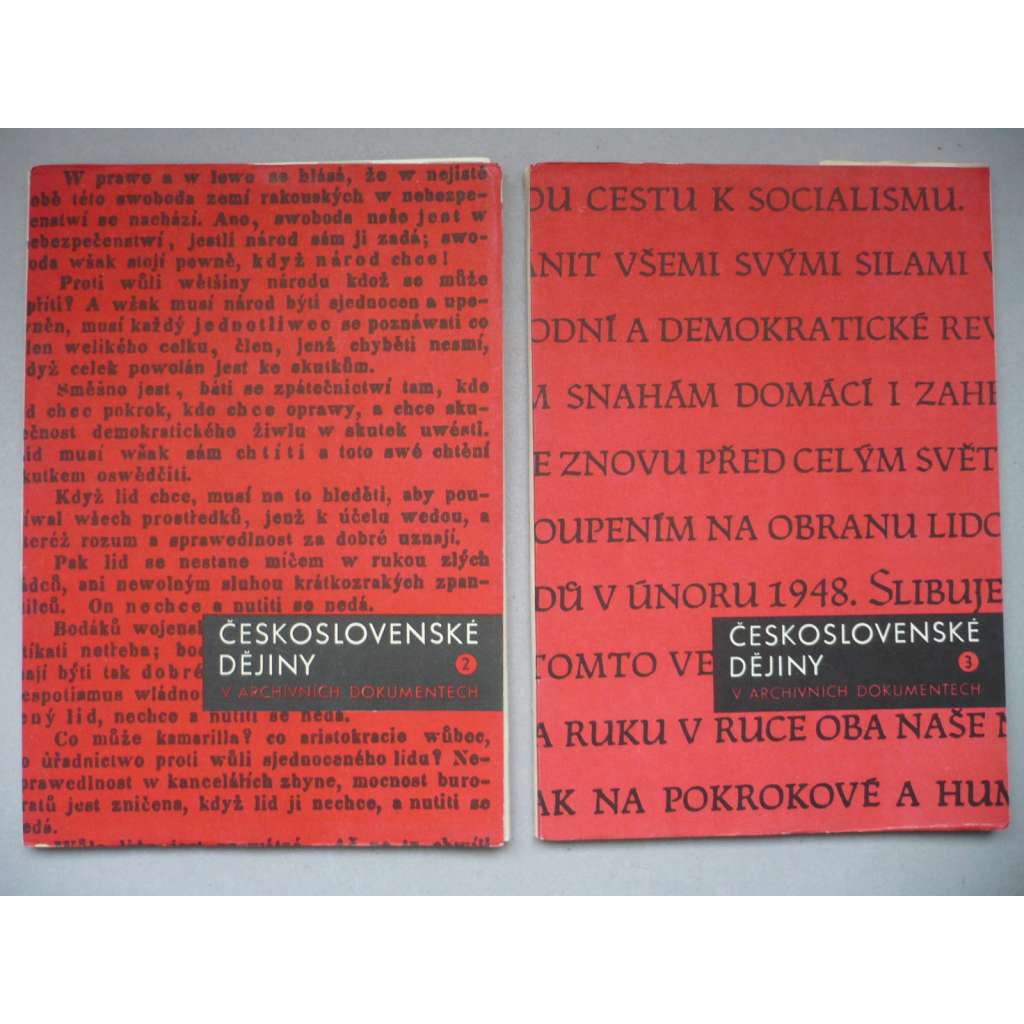 W prawo a w lewo se hlásá, že w nejisté
obě této swoboda zemí rakouských w nebezpe-
enstwí se nachází. Ano, swoboda naše jest w
ebezpečenstwí, jestli národ sám ji zadá; swo-
oda wšak stojí pewně, když národ chce!
Proti wůli wětšiny národu kdož se může
příti? A wšak musí národ býti sjednocen a upe-
něn, musí každý jednotliwec se poznáwati co
len welikého celku, člen, jenž chyběti nesmí,
dyž celek powolán jest ke skutkům.
Směšno jest, báti se zpátečnictwí tam, kde
d chce pokrok, kde chce oprawy, a chce sku-
ečnost demokratického žiwlu w skutek uwésti.
id musí wšak sám chtíti a toto swé chtění
kutkem oswědčiti.
Když lid chce, musí na to hleděti, aby pou-
íwal wšech prostředků, jenž k účelu wedou, a
teréž rozum a sprawedlnost za dobré uznají.
Pak lid se nestane míčem w rukou zlých
ádců, ani newolným sluhou krátkozrakých zpan-
ilců. On nechce a nutiti se nedá.
Bodáků wojensk
tíkati netřeba; bo
ají býti tak dobré
espotismus wládno
ený lid, nechce a nutiti se nedá.
Co může kamarilla? co aristokracie wůbec,
o úřadnictwo proti wůli sjednoceného lidu? Ne-
prawedlnost w kancelářích zhyne, mocnost buro-
ratů jest zničena, když lid ji nechce, a nutiti se
edá.
ČESKOSLOVENSKÉ
DĚJINY 2
V ARCHIVNÍCH DOKUMENTECH
OU CESTU K SOCIALISMU.
ÁNIT VŠEMI SVÝMI SILAMI V
ODNÍ A DEMOKRATICKÉ REV
M SNAHÁM DOMÁCÍ I ZAHR
E ZNOVU PŘED CELÝM SVĚT
OUPENÍM NA OBRANU LIDO
DŮ V ÚNORU 1948. SLIBUJE
TOMTO VE
A RUKU V RUCE OBA NAŠE N
AK NA POKROKOVÉ A HUM
ČESKOSLOVENSKÉ
DĚJINY 3
V ARCHIVNÍCH DOKUMENTECH